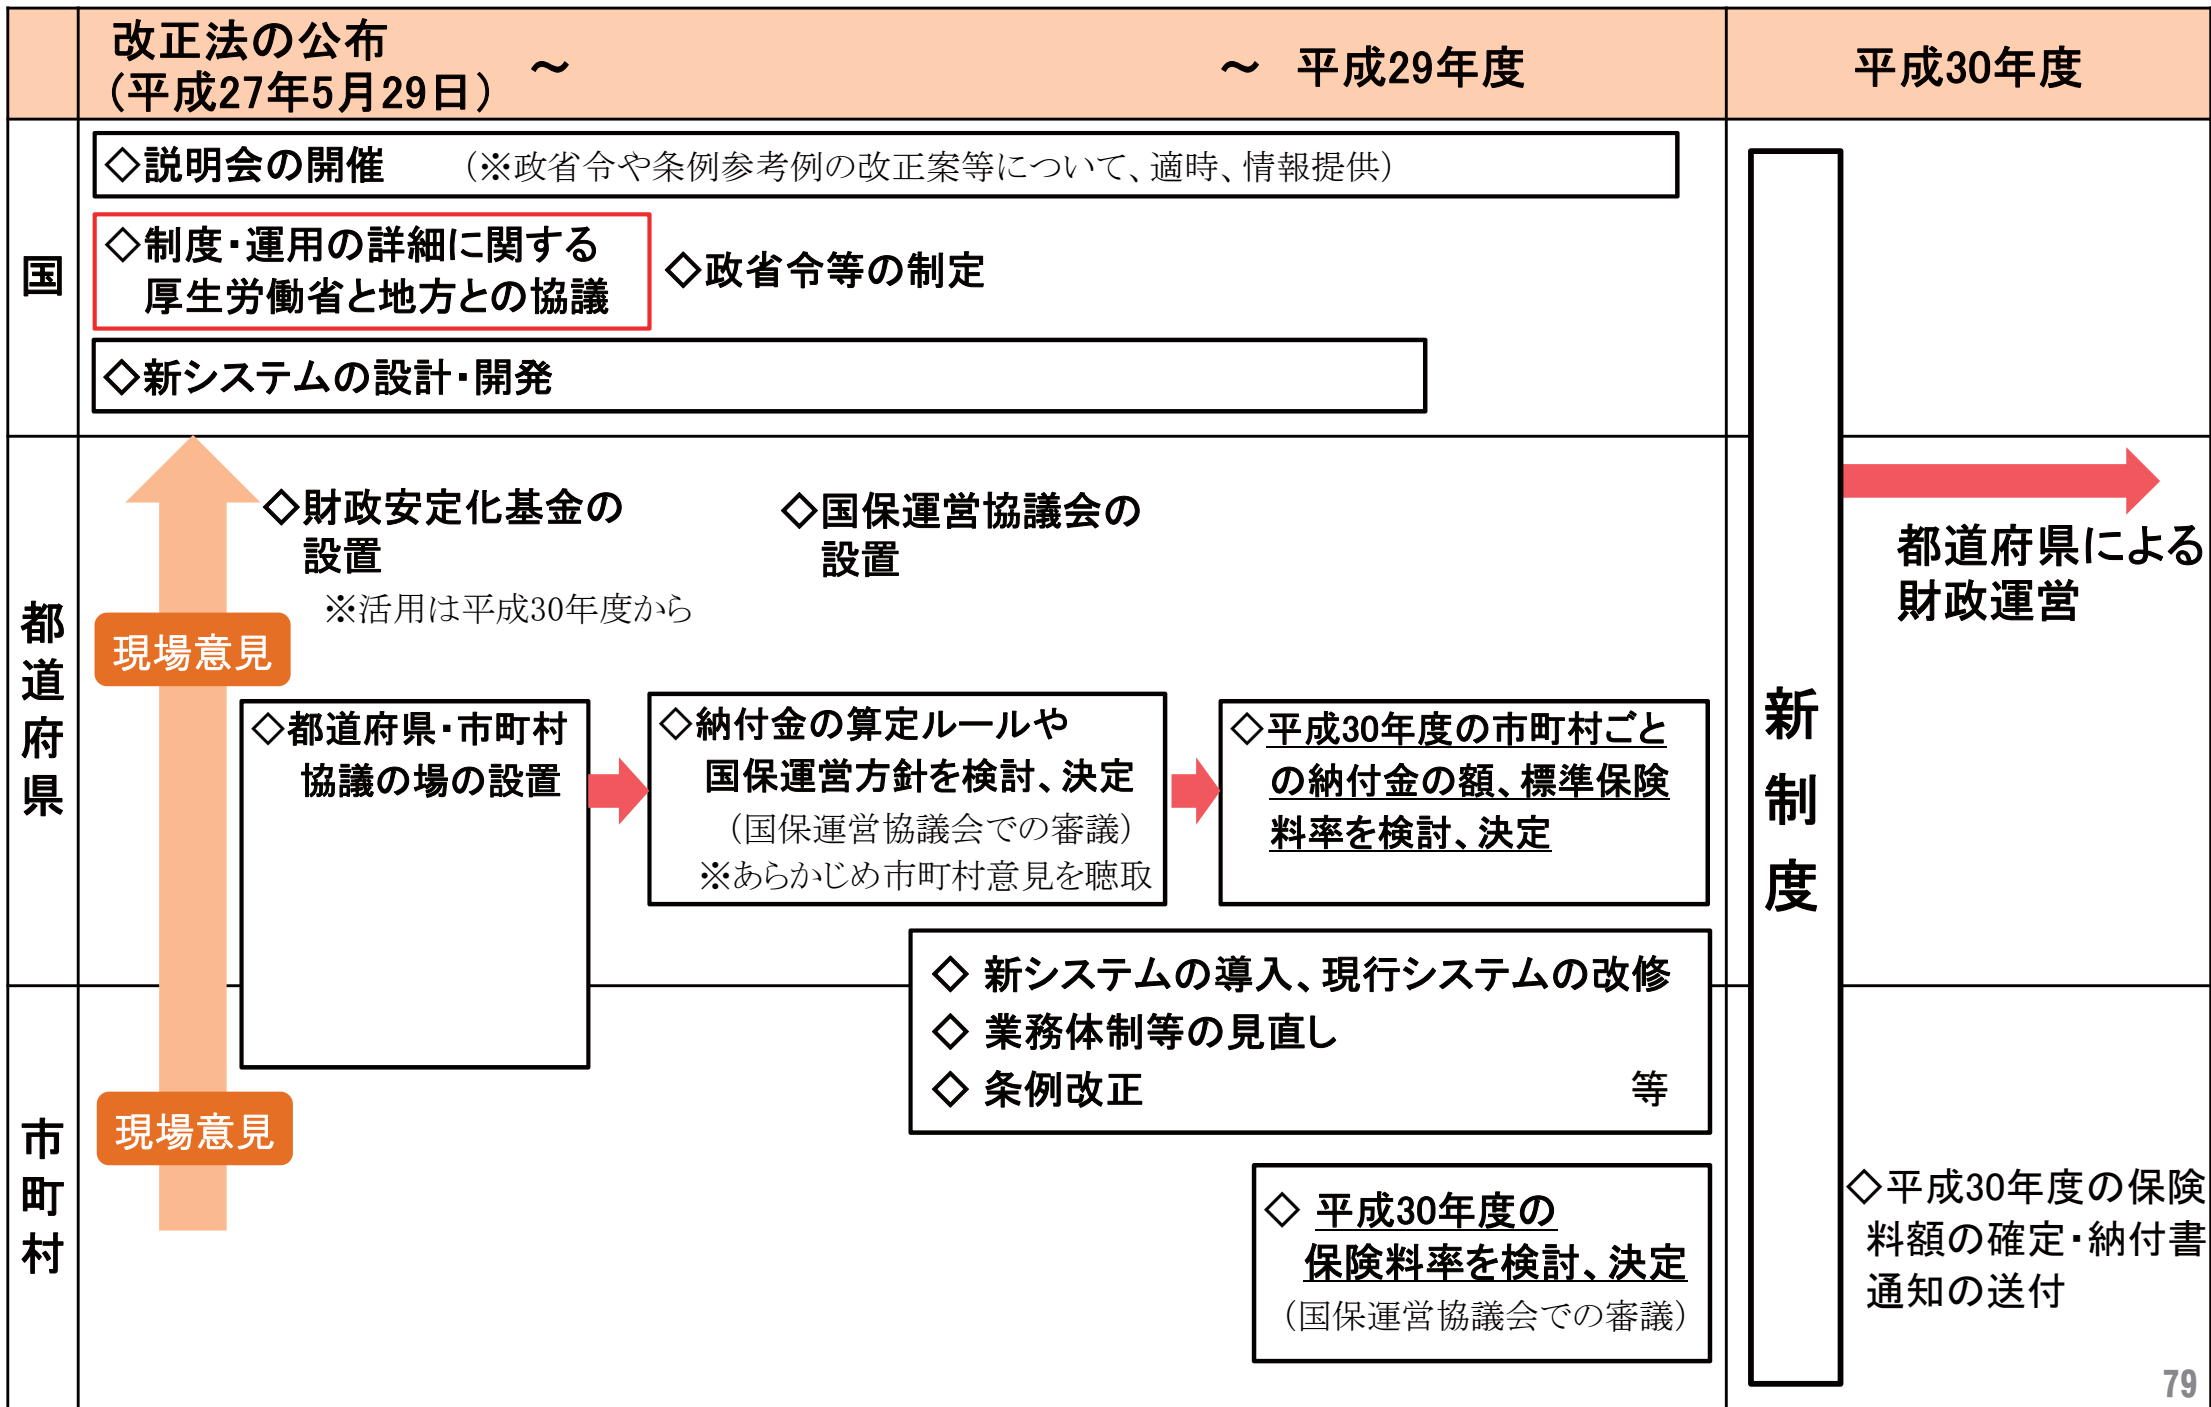 改正法の公布
(平成27年5月29日) ～
～ 平成29年度
平成30年度
国
◇説明会の開催 (※政省令や条例参考例の改正案等について、適時、情報提供)
◇制度・運用の詳細に関する
厚生労働省と地方との協議
◇政省令等の制定
◇新システムの設計・開発
都道府県
◇財政安定化基金の
設置
※活用は平成30年度から
◇国保運営協議会の
設置
現場意見
◇都道府県・市町村
協議の場の設置
◇納付金の算定ルールや
国保運営方針を検討、決定
(国保運営協議会での審議)
※あらかじめ市町村意見を聴取
◇平成30年度の市町村ごと
の納付金の額、標準保険
料率を検討、決定
新制度
都道府県による
財政運営
◇ 新システムの導入、現行システムの改修
◇ 業務体制等の見直し
◇ 条例改正 等
市町村
現場意見
◇ 平成30年度の
保険料率を検討、決定
(国保運営協議会での審議)
◇平成30年度の保険
料額の確定・納付書
通知の送付
79